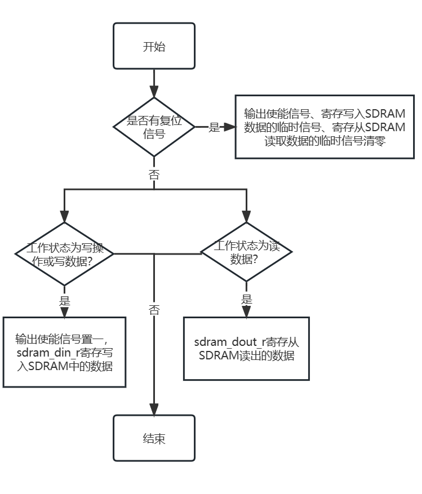 开始
是否有复位
信号
是
输出使能信号、寄存写入SDRAM
数据的临时信号、寄存从SDRAM
读取数据的临时信号清零
否
工作状态为写操
作或写数据?
工作状态为读
数据?
是
否
是
输出使能信号置一，
sdram_din_r寄存写
入SDRAM中的数据
sdram_dout_r寄存从
SDRAM读出的数据
结束